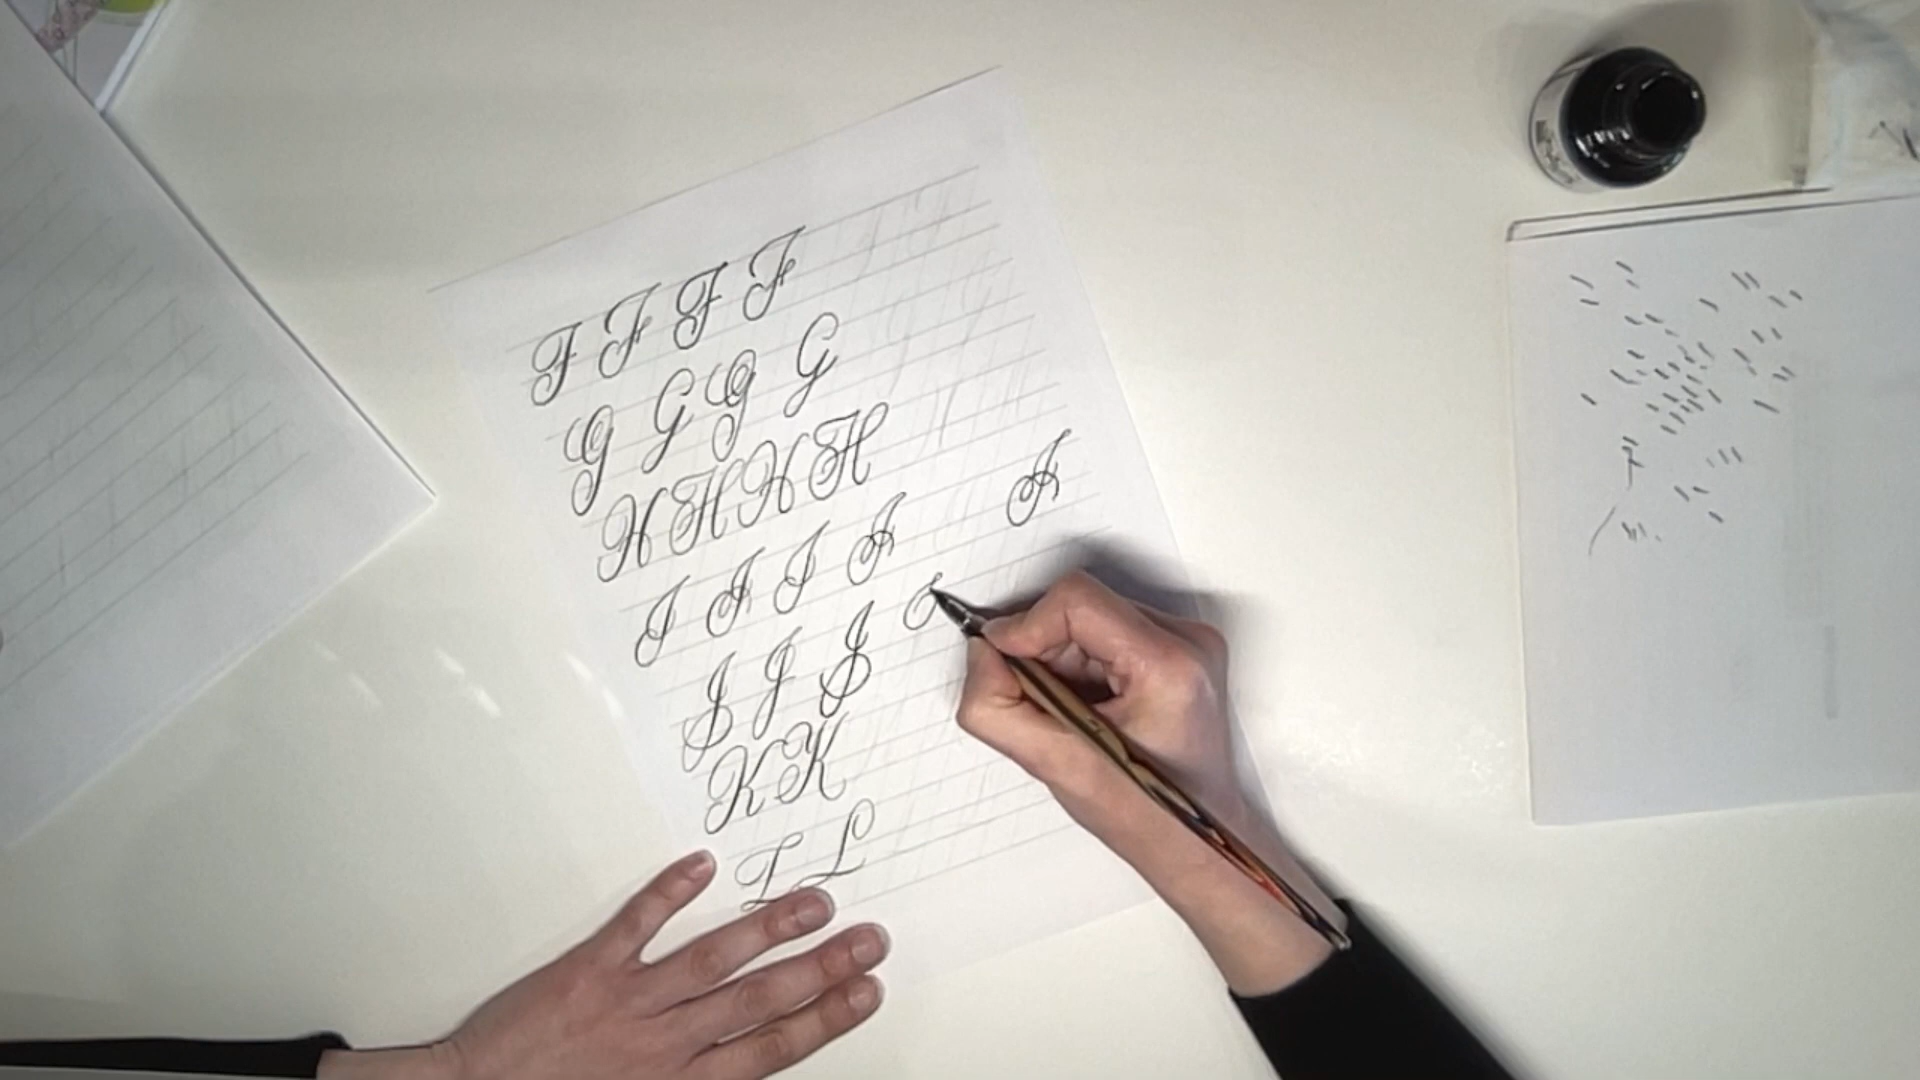 F F F F
G G G G
H H H H
I I I I I
J J J
K K
L L